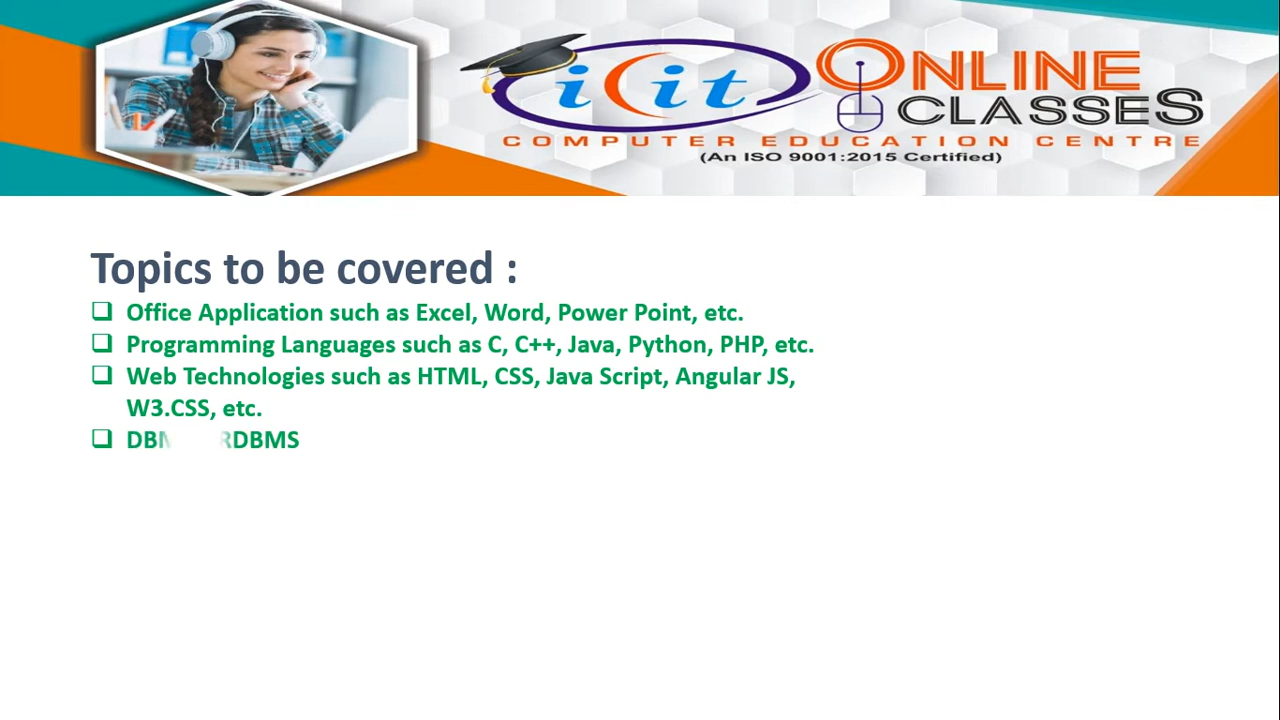 iCit ONLINE
CLASSES
COMPUTER EDUCATION CENTRE
(An ISO 9001:2015 Certified)
Topics to be covered :
❑ Office Application such as Excel, Word, Power Point, etc.
❑ Programming Languages such as C, C++, Java, Python, PHP, etc.
❑ Web Technologies such as HTML, CSS, Java Script, Angular JS,
W3.CSS, etc.
❑ RDBMS